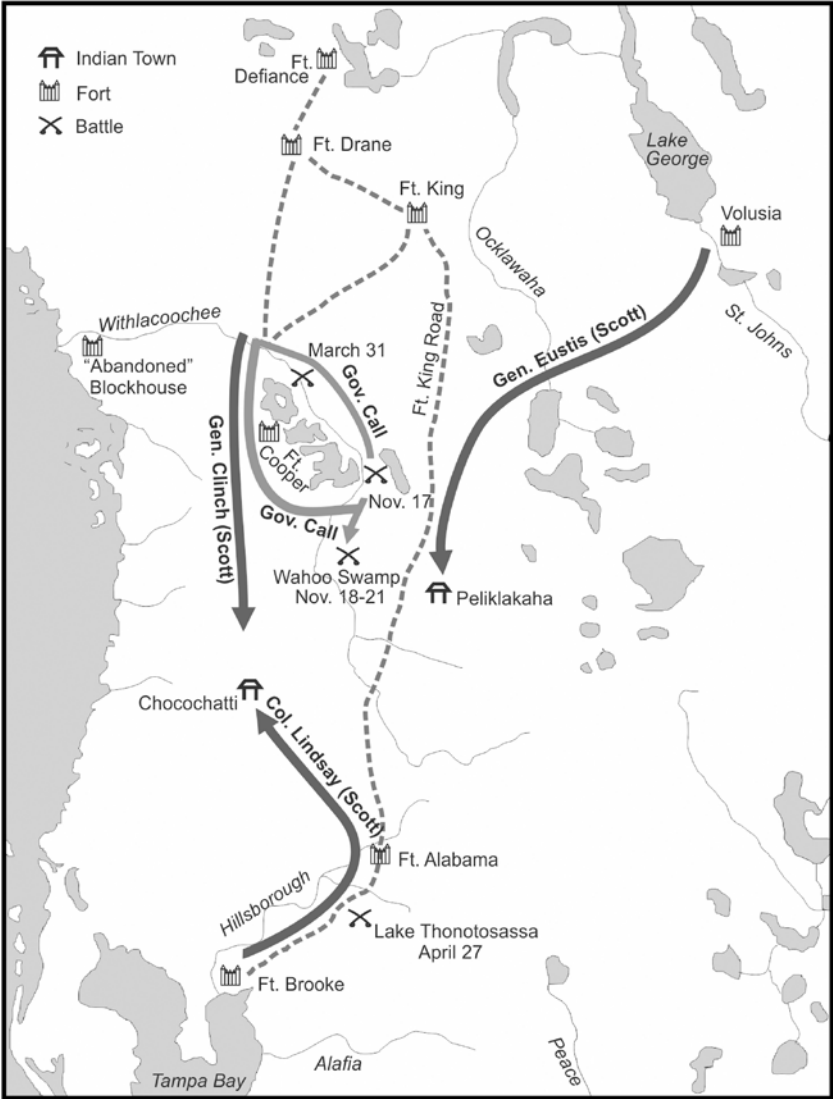 Indian Town
Fort
Battle
Ft.
Defiance
Ft. Drane
Ft. King
Lake
George
Volusia
Ocklawaha
St. Johns
Withlacoochee
"Abandoned"
Blockhouse
March 31
Gov. Call
Ft. King Road
Gen. Eustis (Scott)
Gen. Clinch (Scott)
Ft.
Cooper
Nov. 17
Gov. Call
Wahoo Swamp
Nov. 18-21
Peliklakaha
Chocochatti
Col. Lindsay (Scott)
Ft. Alabama
Hillsborough
Lake Thonotosassa
April 27
Ft. Brooke
Alafia
Peace
Tampa Bay